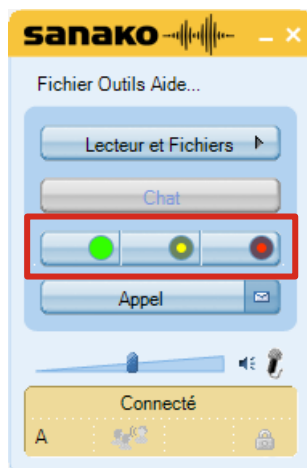 sanako
Fichier Outils Aide...
Lecteur et Fichiers
Chat
Appel
Connecté
A